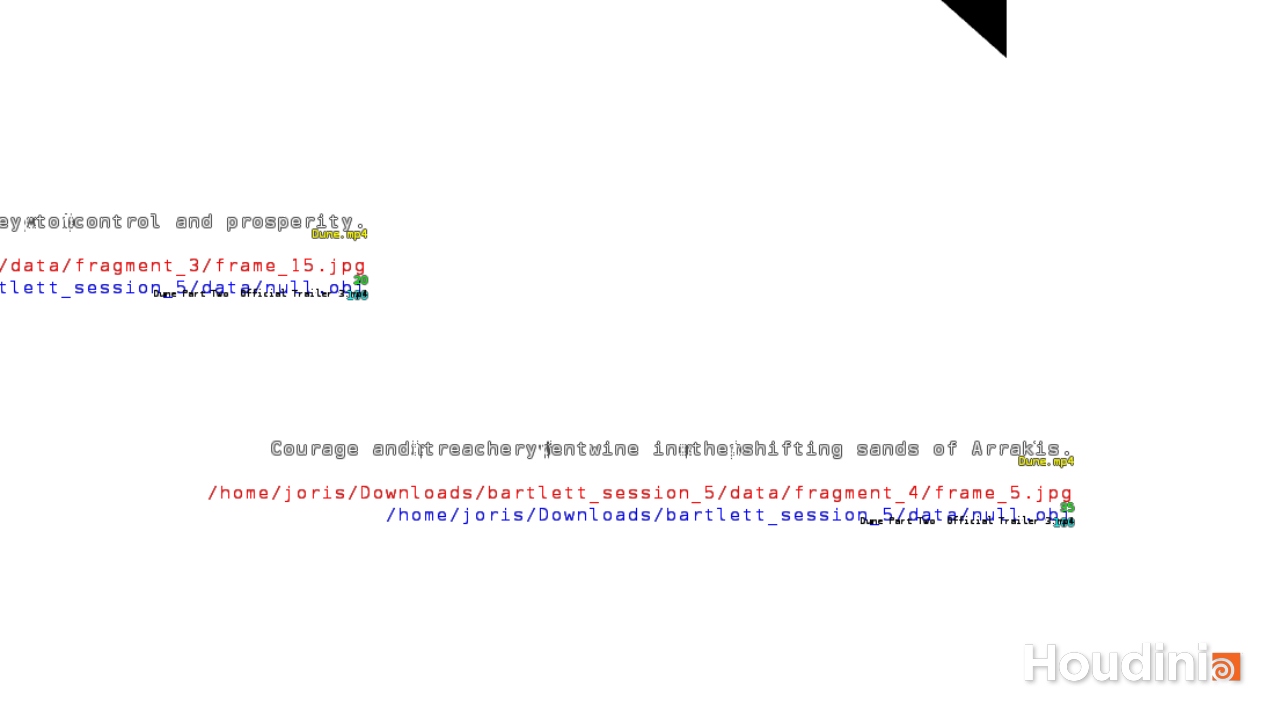 ey to control and prosperity.
Dune.mp4
/data/fragment_3/frame_15.jpg
20
tlett_session_5/data/null.obj
Dune Part Two Official Trailer 3.mp4
100
Courage and treachery entwine in the shifting sands of Arrakis.
Dune.mp4
/home/joris/Downloads/bartlett_session_5/data/fragment_4/frame_5.jpg
/home/joris/Downloads/bartlett_session_5/data/null.obj
Dune Part Two Official Trailer 3.mp4
Houdini